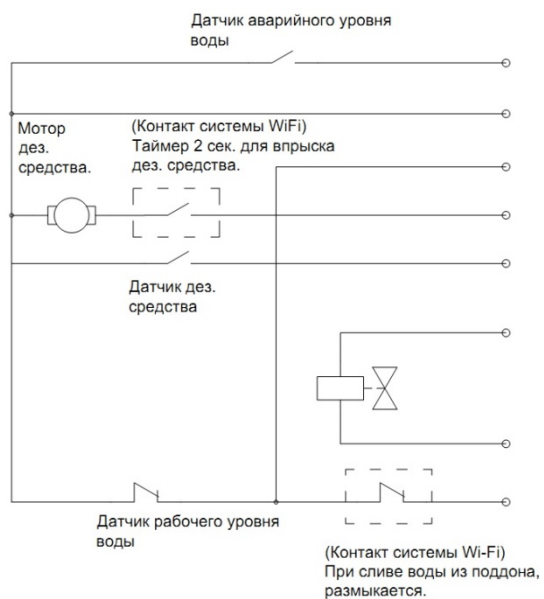 Датчик аварийного уровня
воды
Мотор
дез.
средства.
(Контакт системы WiFi)
Таймер 2 сек. для впрыска
дез. средства.
Датчик дез.
средства
Датчик рабочего уровня
воды
(Контакт системы Wi-Fi)
При сливе воды из поддона,
размыкается.